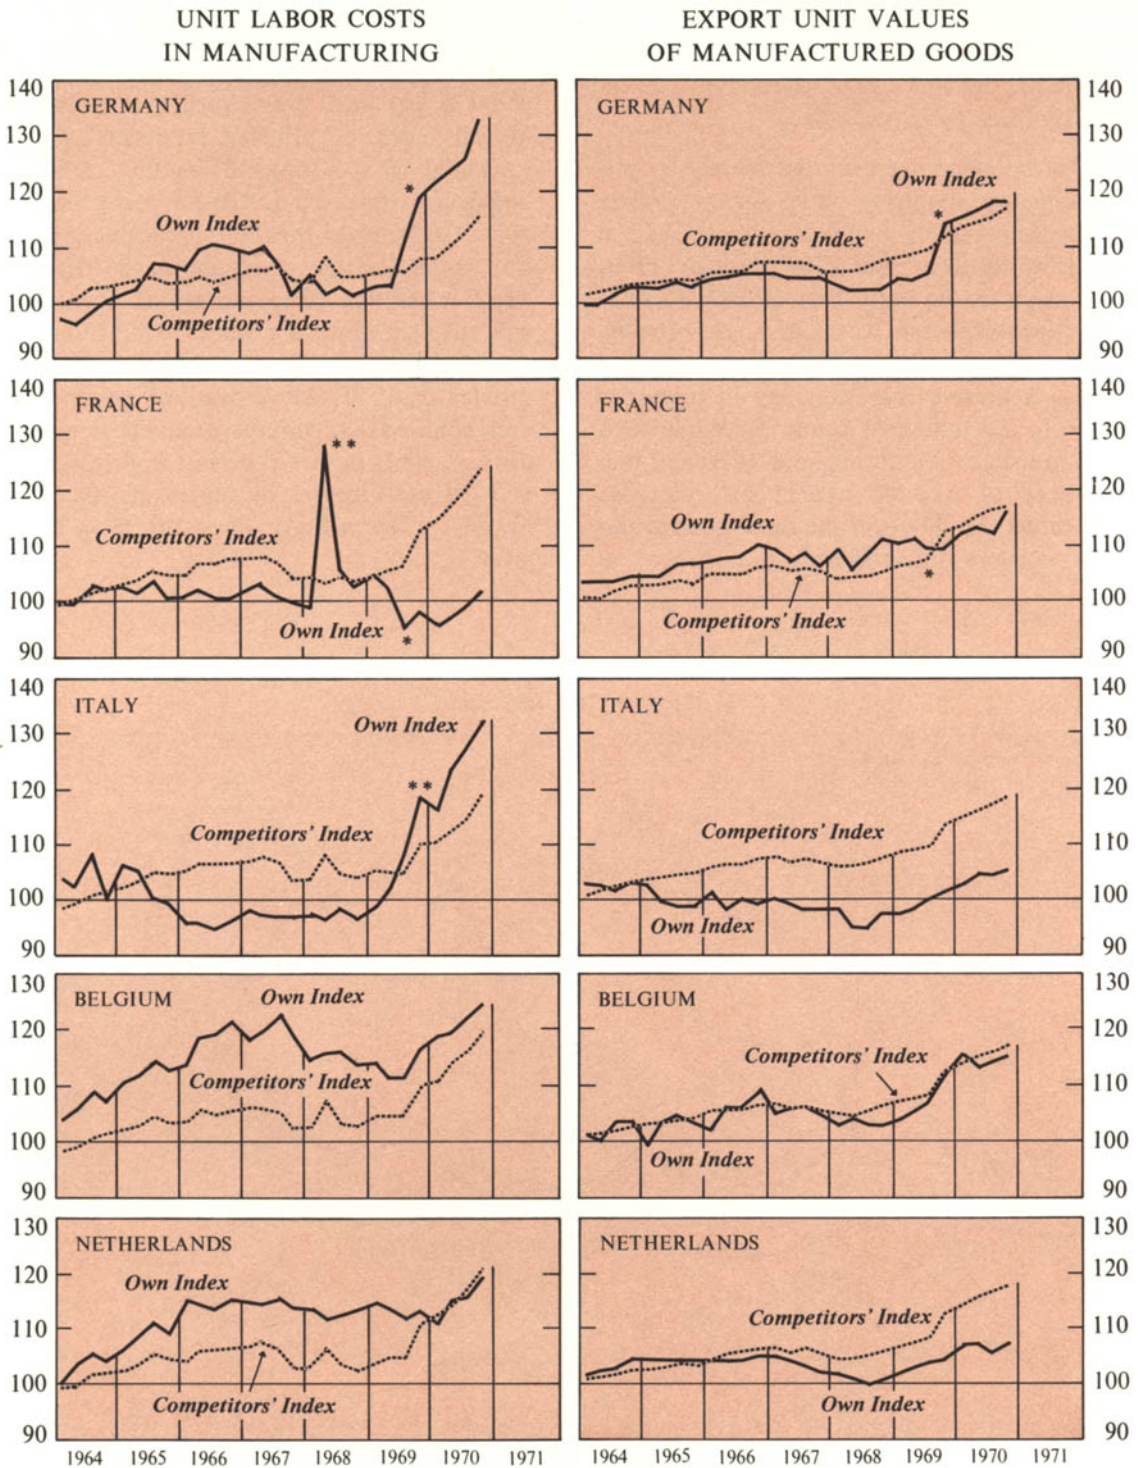 UNIT LABOR COSTS
IN MANUFACTURING
EXPORT UNIT VALUES
OF MANUFACTURED GOODS
140
GERMANY
130
120
*
Own Index
110
100
Competitors' Index
90
GERMANY
140
130
Own Index
120
*
Competitors' Index
110
100
90
140
FRANCE
130
**
120
Competitors' Index
110
100
Own Index
*
90
FRANCE
140
130
120
Own Index
110
*
100
Competitors' Index
90
140
ITALY
Own Index
130
120
**
Competitors' Index
110
100
90
ITALY
140
130
120
Competitors' Index
110
100
Own Index
90
130
BELGIUM
Own Index
120
110
Competitors' Index
100
90
BELGIUM
130
120
Competitors' Index
110
100
Own Index
90
130
NETHERLANDS
120
Own Index
110
100
Competitors' Index
90
1964 1965 1966 1967 1968 1969 1970 1971
NETHERLANDS
130
120
Competitors' Index
110
100
Own Index
90
1964 1965 1966 1967 1968 1969 1970 1971